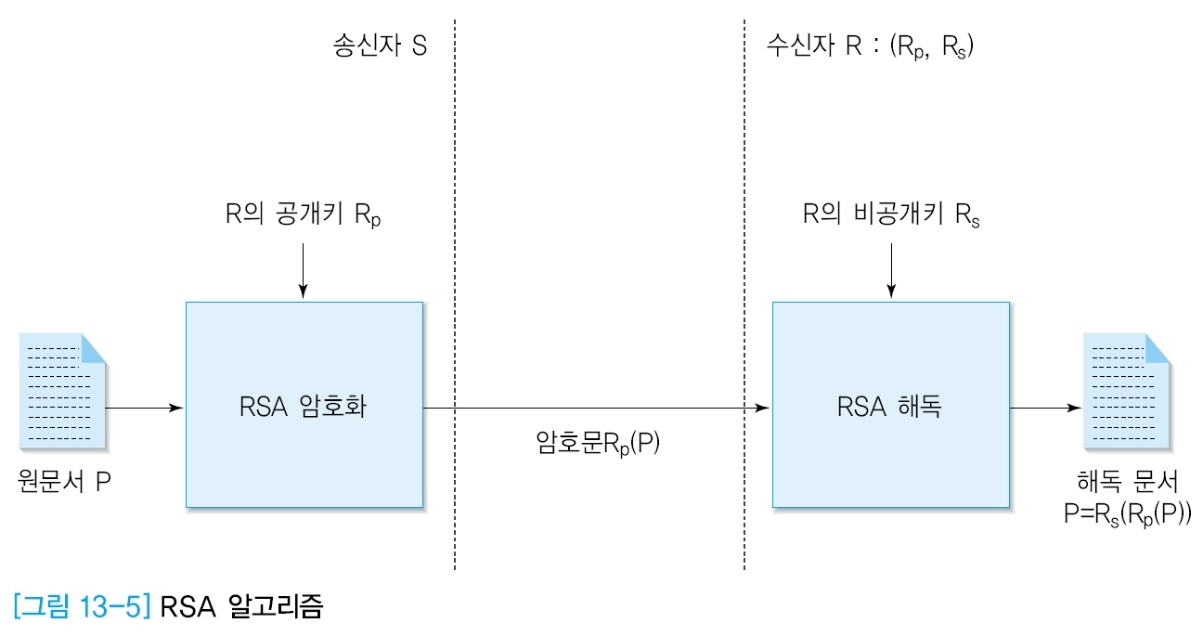 송신자 S
수신자 R : (Rp, Rs)
R의 공개키 Rp
R의 비공개키 Rs
RSA 암호화
RSA 해독
암호문Rp(P)
원문서 P
해독 문서
P=Rs(Rp(P))
[그림 13-5] RSA 알고리즘